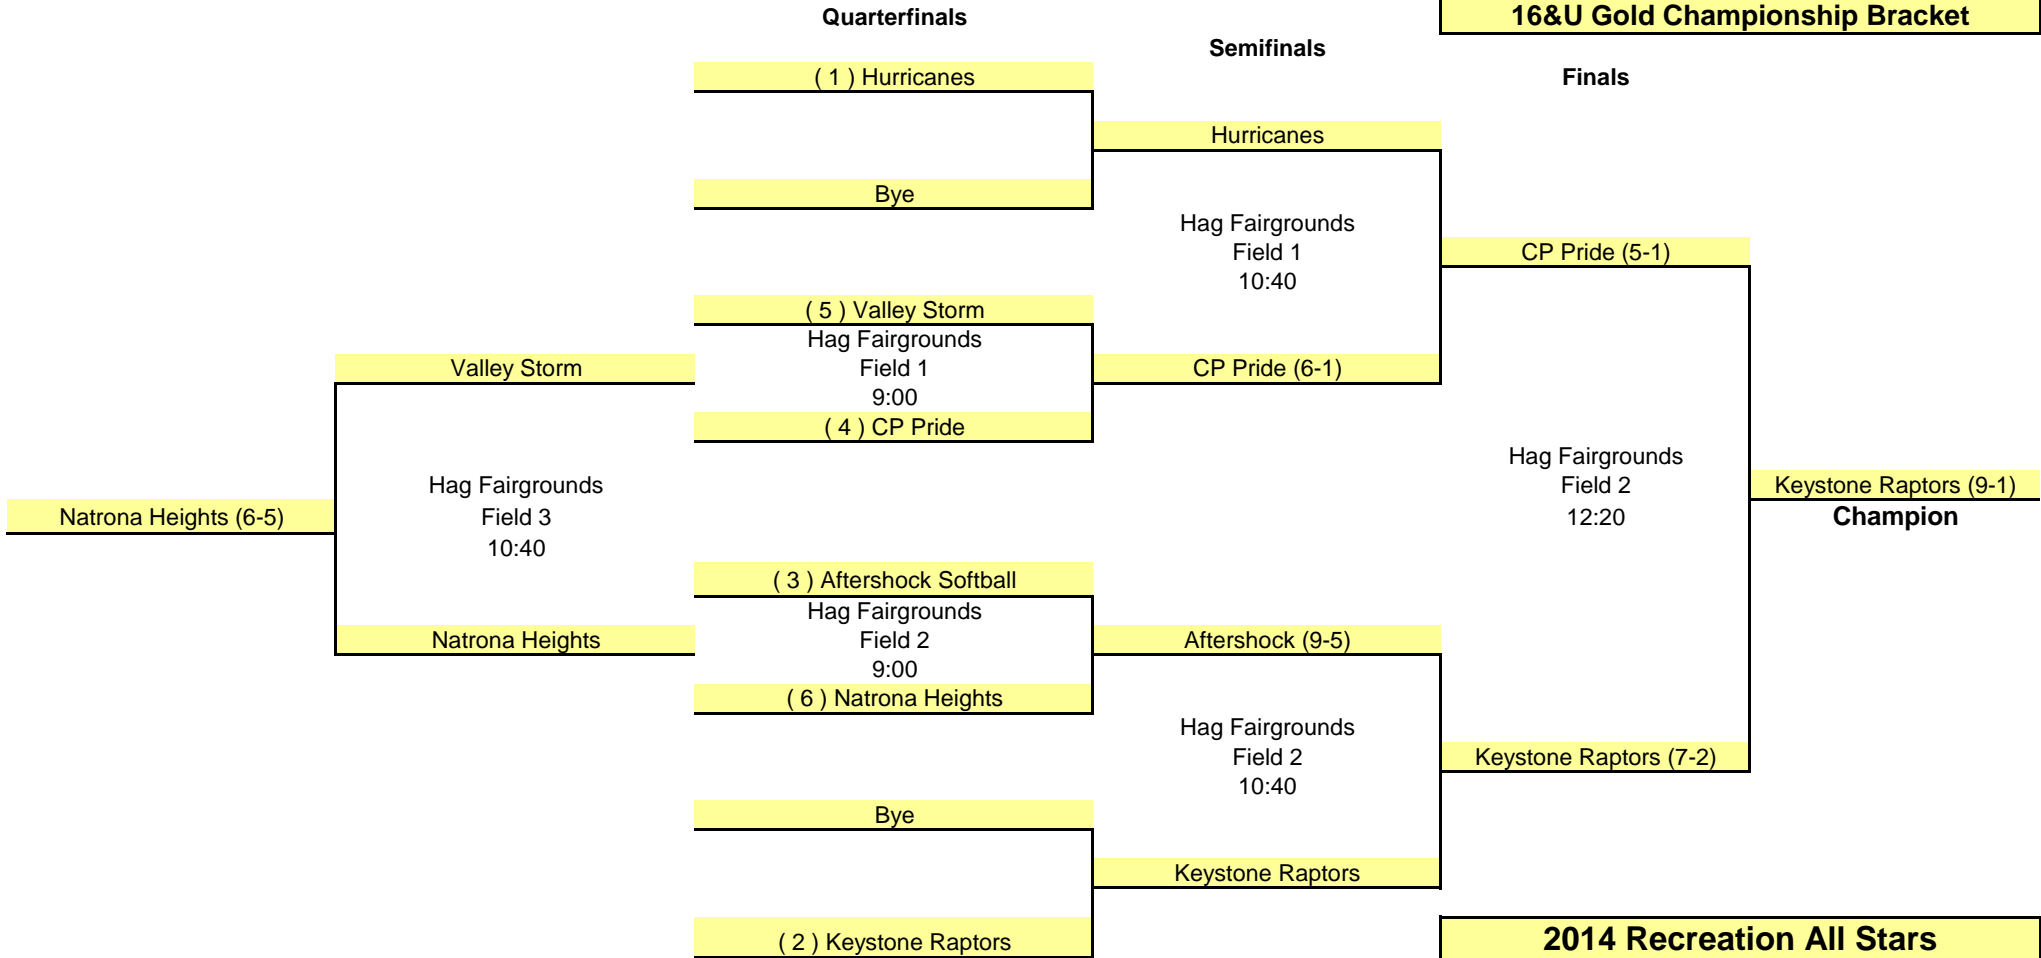 Quarterfinals
16&U Gold Championship Bracket
Semifinals
( 1 ) Hurricanes
Finals
Hurricanes
Bye
Hag Fairgrounds
Field 1
10:40
CP Pride (5-1)
( 5 ) Valley Storm
Hag Fairgrounds
Field 1
9:00
Valley Storm
CP Pride (6-1)
( 4 ) CP Pride
Hag Fairgrounds
Field 2
12:20
Hag Fairgrounds
Field 3
10:40
Keystone Raptors (9-1)
Champion
Natrona Heights (6-5)
( 3 ) Aftershock Softball
Hag Fairgrounds
Field 2
9:00
Natrona Heights
Aftershock (9-5)
( 6 ) Natrona Heights
Hag Fairgrounds
Field 2
10:40
Keystone Raptors (7-2)
Bye
Keystone Raptors
( 2 ) Keystone Raptors
2014 Recreation All Stars